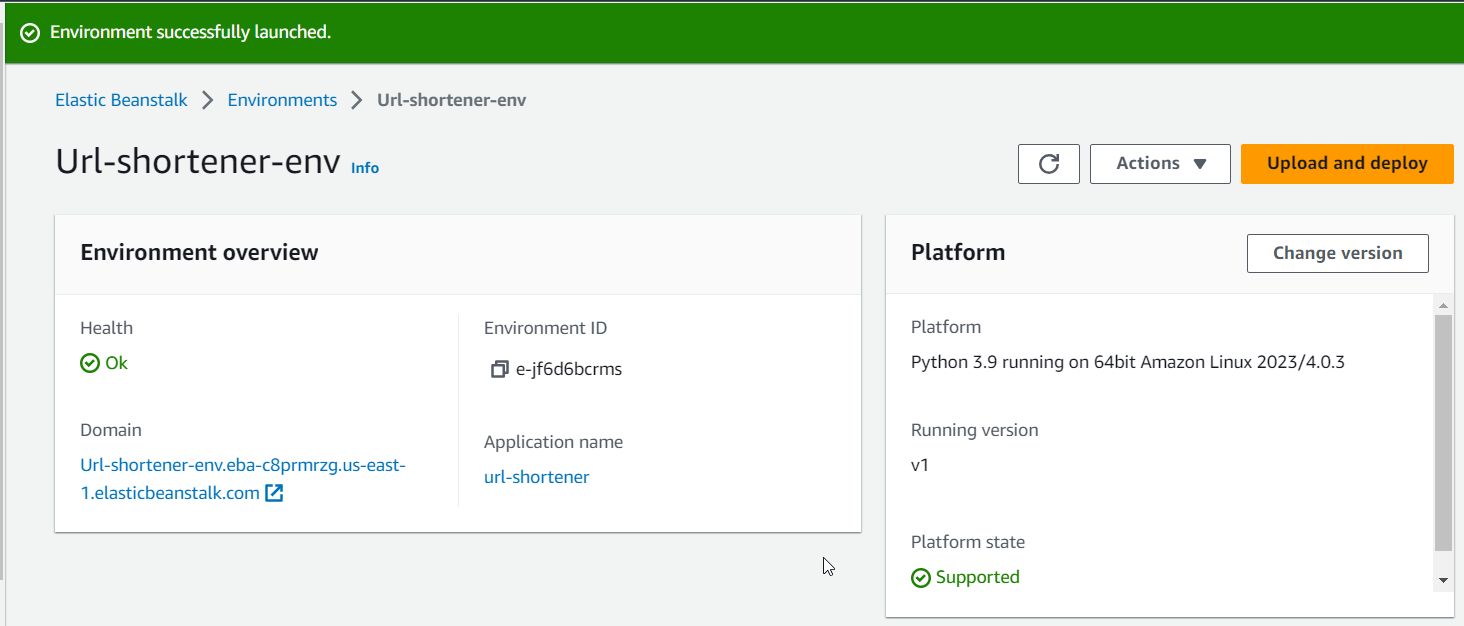 Environment successfully launched.
Elastic Beanstalk
Environments
Url-shortener-env
Url-shortener-env Info
Actions
Upload and deploy
Environment overview
Health
Ok
Domain
Url-shortener-env.eba-c8prmrzg.us-east-
1.elasticbeanstalk.com
Environment ID
e-jf6d6bcrms
Application name
url-shortener
Platform
Change version
Platform
Python 3.9 running on 64bit Amazon Linux 2023/4.0.3
Running version
v1
Platform state
Supported